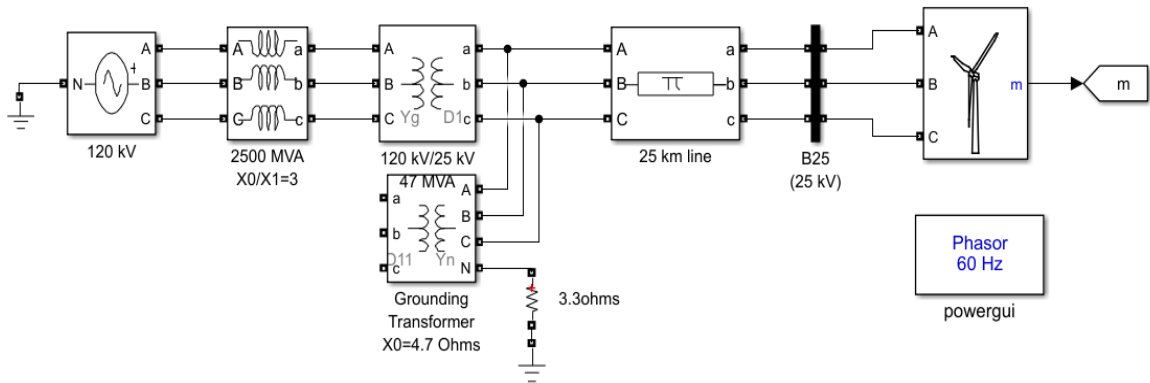 N
A
B
C
120 kV
A
B
C
a
b
c
2500 MVA
X0/X1=3
A
B
C
a
b
c
Yg
D1
120 kV/25 kV
47 MVA
a
b
c
D11
Yn
A
B
C
N
Grounding
Transformer
X0=4.7 Ohms
3.3ohms
A
B
C
π
a
b
c
25 km line
B25
(25 kV)
A
B
C
m
m
Phasor
60 Hz
powergui